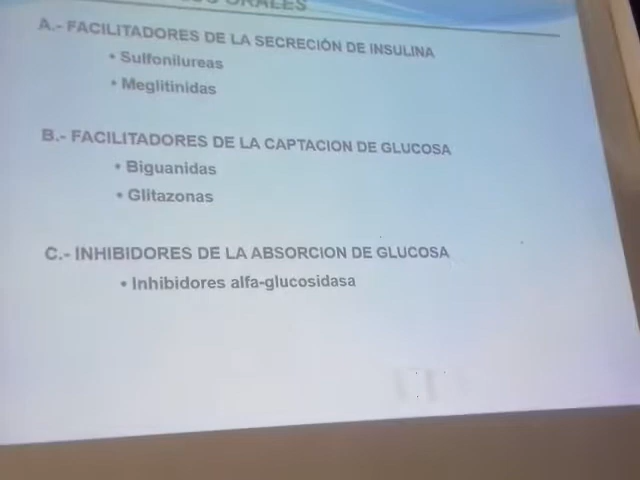 ORALES
A.- FACILITADORES DE LA SECRECIÓN DE INSULINA
• Sulfonilureas
• Meglitinidas
B.- FACILITADORES DE LA CAPTACION DE GLUCOSA
• Biguanidas
• Glitazonas
C.- INHIBIDORES DE LA ABSORCION DE GLUCOSA
• Inhibidores alfa-glucosidasa